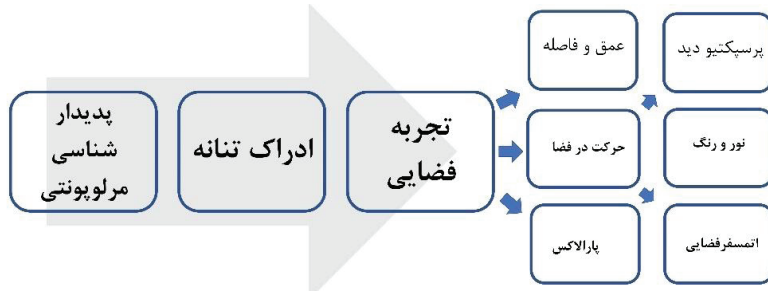 پدیدار
شناسی
مرلوپونتی
ادراک تنانه
تجربه
فضایی
عمق و فاصله
حرکت در فضا
پارالاکس
پرسپکتیو دید
نور و رنگ
اتمسفرفضایی